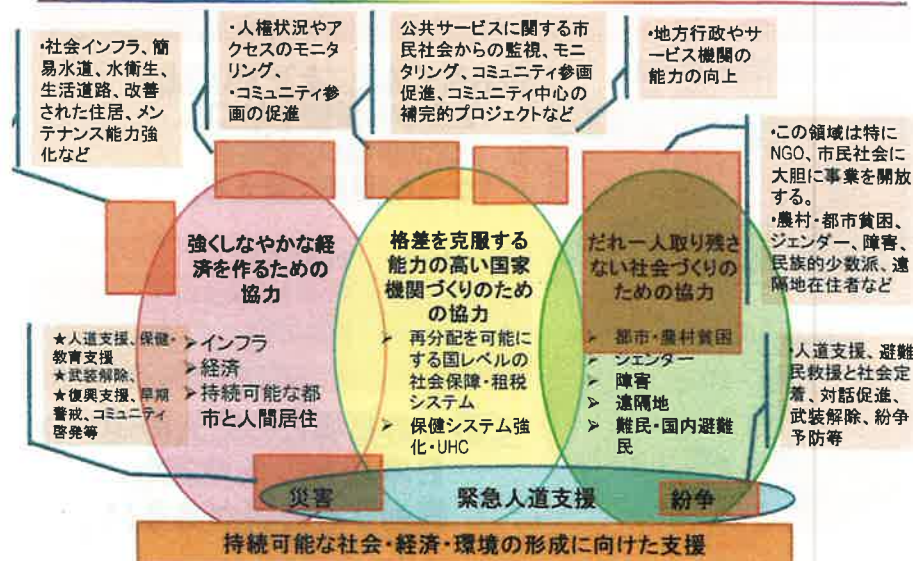 ・社会インフラ、簡
易水道、水衛生、
生活道路、改善
された住居、メン
テナンス能力強
化など
・人権状況やア
クセスのモニタ
リング、
・コミュニティ参
画の促進
公共サービスに関する市
民社会からの監視、モニ
タリング、コミュニティ参画
促進、コミュニティ中心の
補完的プロジェクトなど
・地方行政やサ
ービス機関の
能力の向上
・この領域は特に
NGO、市民社会に
大胆に事業を開放
する。
・農村・都市貧困、
ジェンダー、障害、
民族的少数派、遠
隔地在住者など
強くしなやかな経
済を作るための
協力
➢インフラ
➢経済
➢持続可能な都
市と人間居住
格差を克服する
能力の高い国家
機関づくりのため
の協力
➢ 再分配を可能に
する国レベルの
社会保障・租税
システム
➢ 保健システム強
化・UHC
だれ一人取り残さ
ない社会づくりの
ための協力
➢ 都市・農村貧困
➢ ジェンダー
➢ 障害
➢ 遠隔地
➢ 難民・国内避難
民
★人道支援、保健・
教育支援
★武装解除、
★復興支援、早期
警戒、コミュニティ
啓発等
・人道支援、避難
民救援と社会定
着、対話促進、
武装解除、紛争
予防等
災害
緊急人道支援
紛争
持続可能な社会・経済・環境の形成に向けた支援